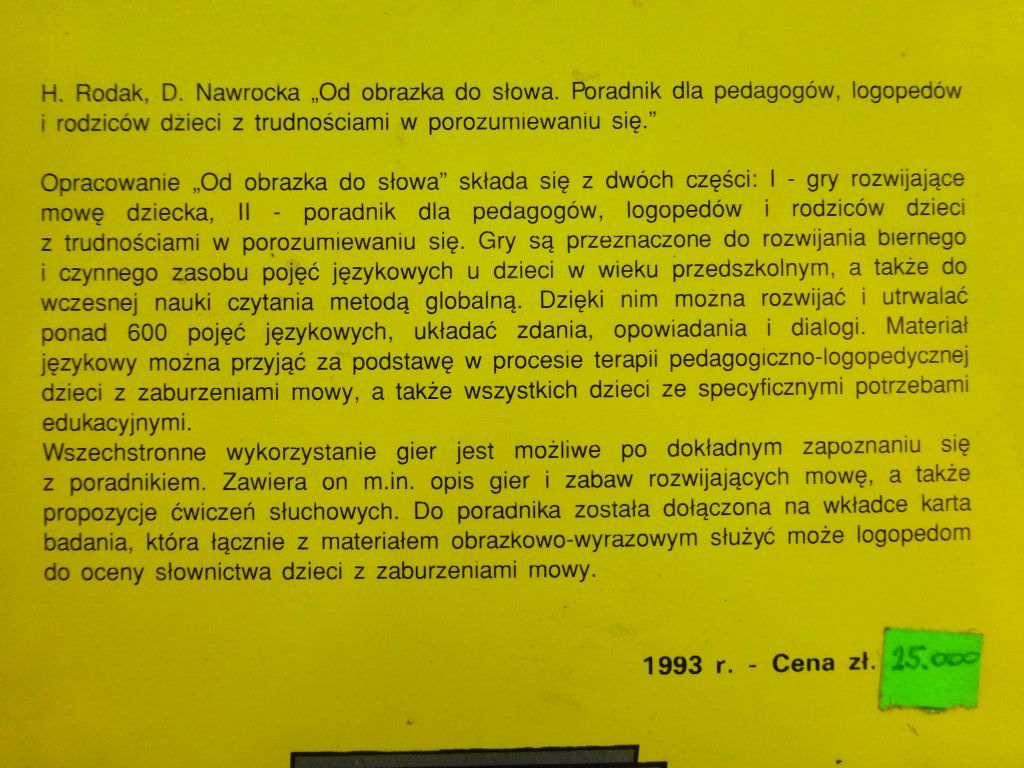 H. Rodak, D. Nawrocka „Od obrazka do słowa. Poradnik dla pedagogów, logopedów
i rodziców dzieci z trudnościami w porozumiewaniu się.”
Opracowanie „Od obrazka do słowa” składa się z dwóch części: I - gry rozwijające
mowę dziecka, II - poradnik dla pedagogów, logopedów i rodziców dzieci
z trudnościami w porozumiewaniu się. Gry są przeznaczone do rozwijania biernego
i czynnego zasobu pojęć językowych u dzieci w wieku przedszkolnym, a także do
wczesnej nauki czytania metodą globalną. Dzięki nim można rozwijać i utrwalać
ponad 600 pojęć językowych, układać zdania, opowiadania i dialogi. Materiał
językowy można przyjąć za podstawę w procesie terapii pedagogiczno-logopedycznej
dzieci z zaburzeniami mowy, a także wszystkich dzieci ze specyficznymi potrzebami
edukacyjnymi.
Wszechstronne wykorzystanie gier jest możliwe po dokładnym zapoznaniu się
z poradnikiem. Zawiera on m.in. opis gier i zabaw rozwijających mowę, a także
propozycje ćwiczeń słuchowych. Do poradnika została dołączona na wkładce karta
badania, która łącznie z materiałem obrazkowo-wyrazowym służyć może logopedom
do oceny słownictwa dzieci z zaburzeniami mowy.
1993 r. - Cena zł. 25.000